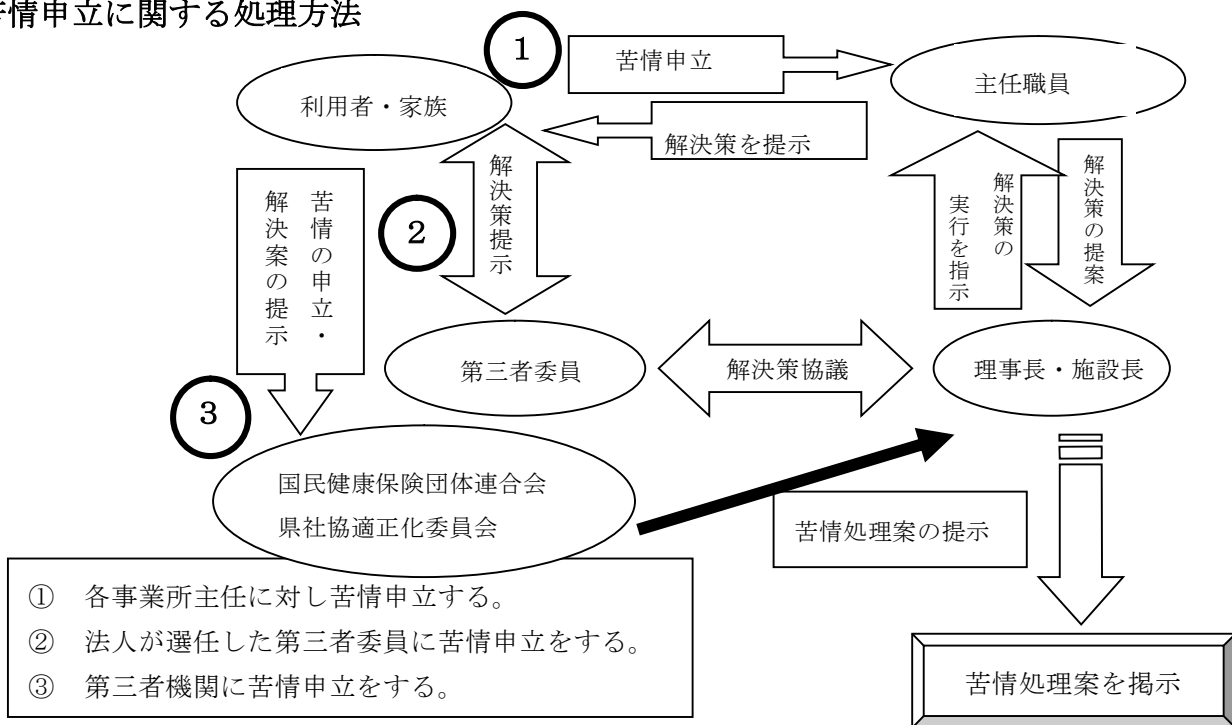 苦情申立に関する処理方法
1
苦情申立
主任職員
利用者・家族
解決策を提示
苦情の申立・
解決案の提示
2
解決策提示
解決策の
実行を指示
解決策の提案
第三者委員
解決策協議
理事長・施設長
3
国民健康保険団体連合会
県社協適正化委員会
苦情処理案の提示
① 各事業所主任に対し苦情申立する。
② 法人が選任した第三者委員に苦情申立をする。
③ 第三者機関に苦情申立をする。
苦情処理案を掲示